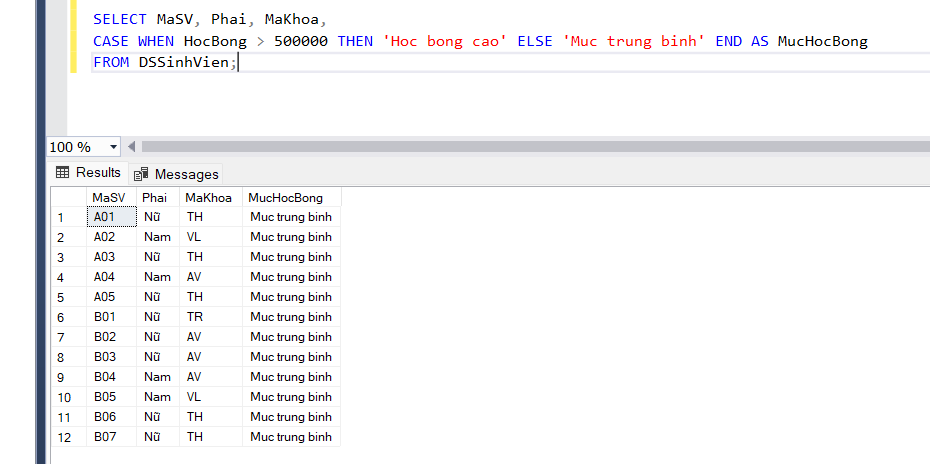 SELECT MaSV, Phai, MaKhoa,
CASE WHEN HocBong > 500000 THEN 'Hoc bong cao' ELSE 'Muc trung binh' END AS MucHocBong
FROM DSSinhVien;
100 %
Results Messages
MaSV Phai MaKhoa MucHocBong
1 A01 Nữ TH Muc trung binh
2 A02 Nam VL Muc trung binh
3 A03 Nữ TH Muc trung binh
4 A04 Nam AV Muc trung binh
5 A05 Nữ TH Muc trung binh
6 B01 Nữ TR Muc trung binh
7 B02 Nữ AV Muc trung binh
8 B03 Nữ AV Muc trung binh
9 B04 Nam AV Muc trung binh
10 B05 Nam VL Muc trung binh
11 B06 Nữ TH Muc trung binh
12 B07 Nữ TH Muc trung binh